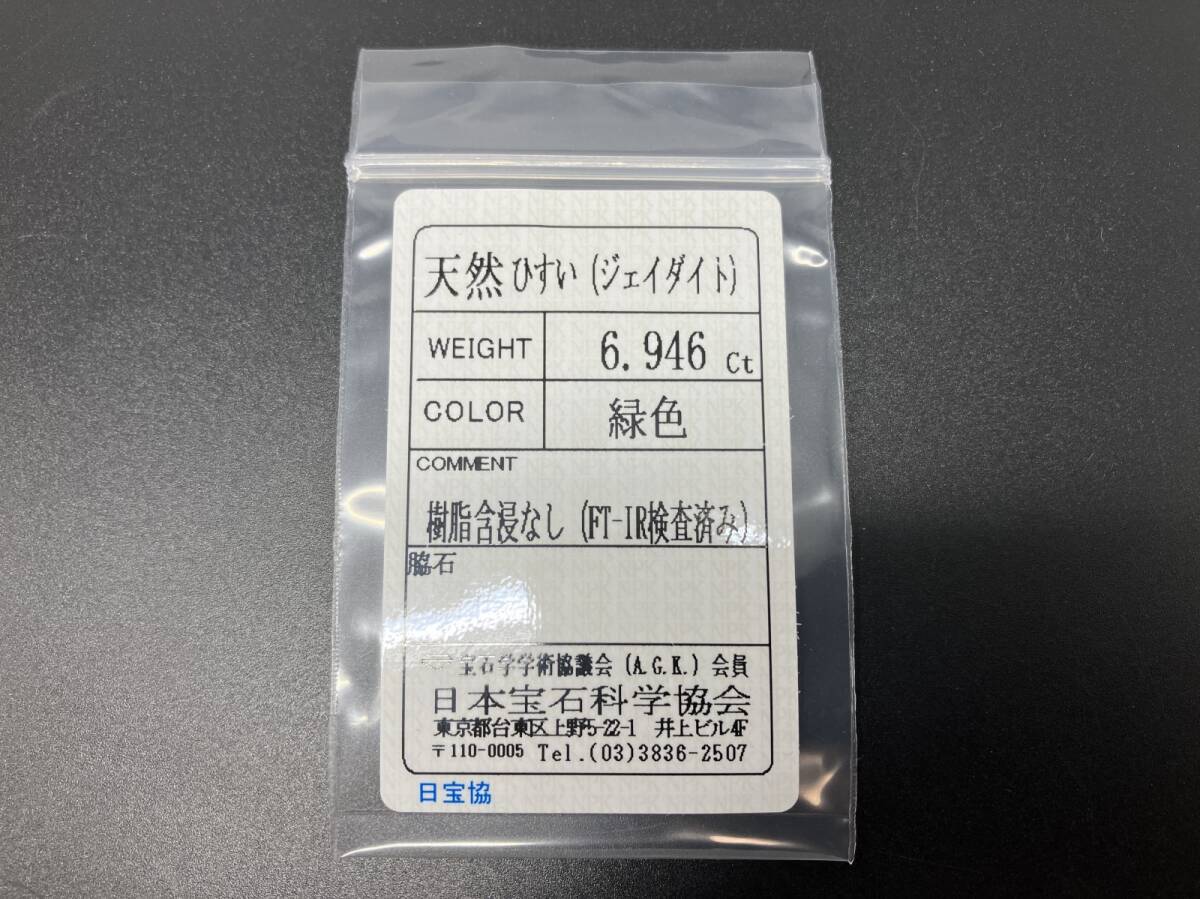 天然ひすい(ジェイダイト)
WEIGHT 6.946 Ct
COLOR 緑色
COMMENT
樹脂含浸なし(FT-IR検査済み)
脇石
宝石学学術協議会(A.G.K.)会員
日本宝石科学協会
東京都台東区上野5-22-1 井上ビル4F
〒110-0005 Tel.(03)3836-2507
日宝協